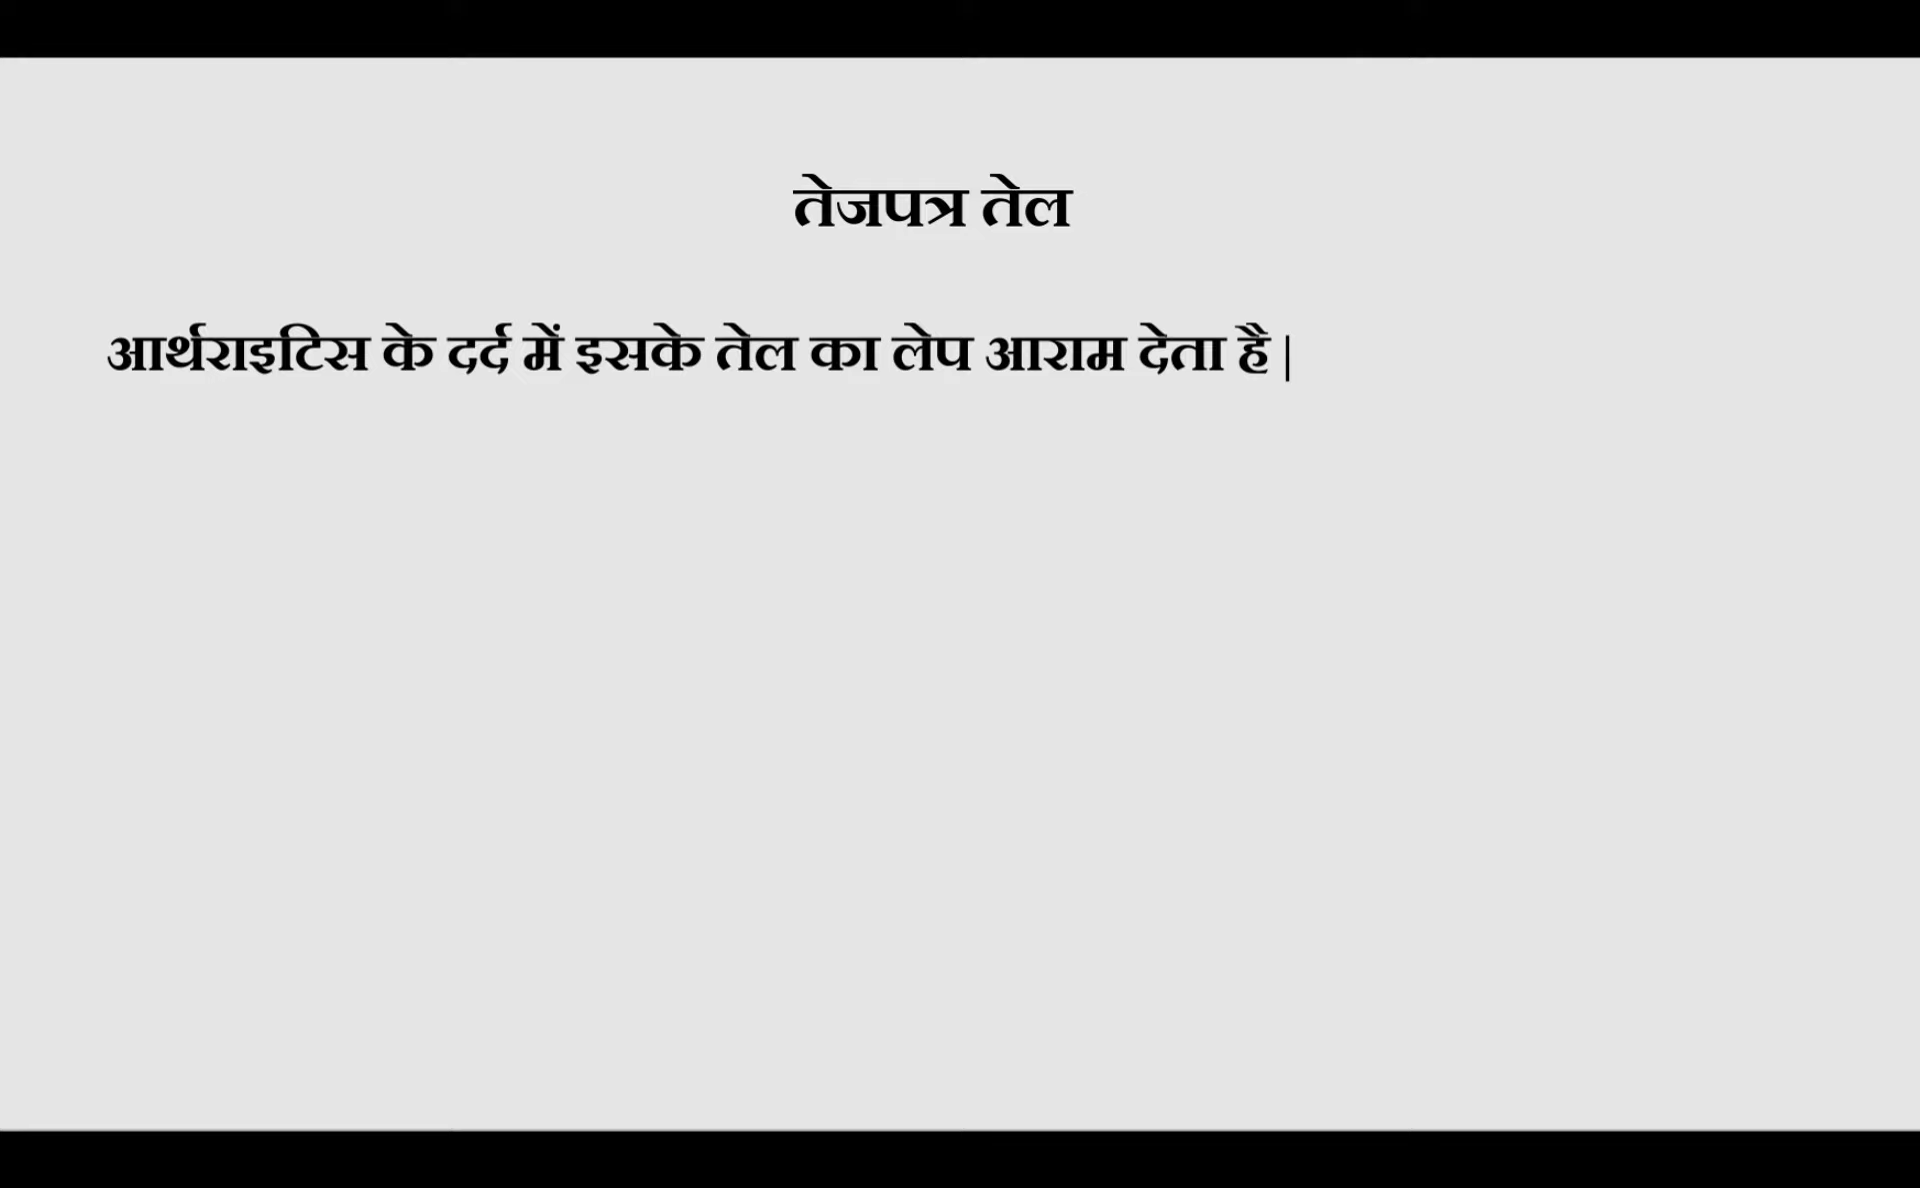 तेजपत्र तेल
आर्थराइटिस के दर्द में इसके तेल का लेप आराम देता है |